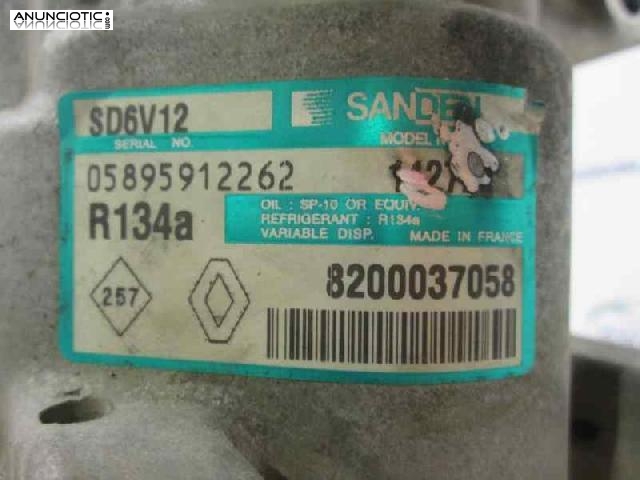 ANUNCIOTIC.com
SD6V12
SANDEN
SERIAL NO.
MODEL
05895912262
R134a
OIL : SP-10 OR EQUIV.
REFRIGERANT : R134a
VARIABLE DISP. MADE IN FRANCE
257
8200037058